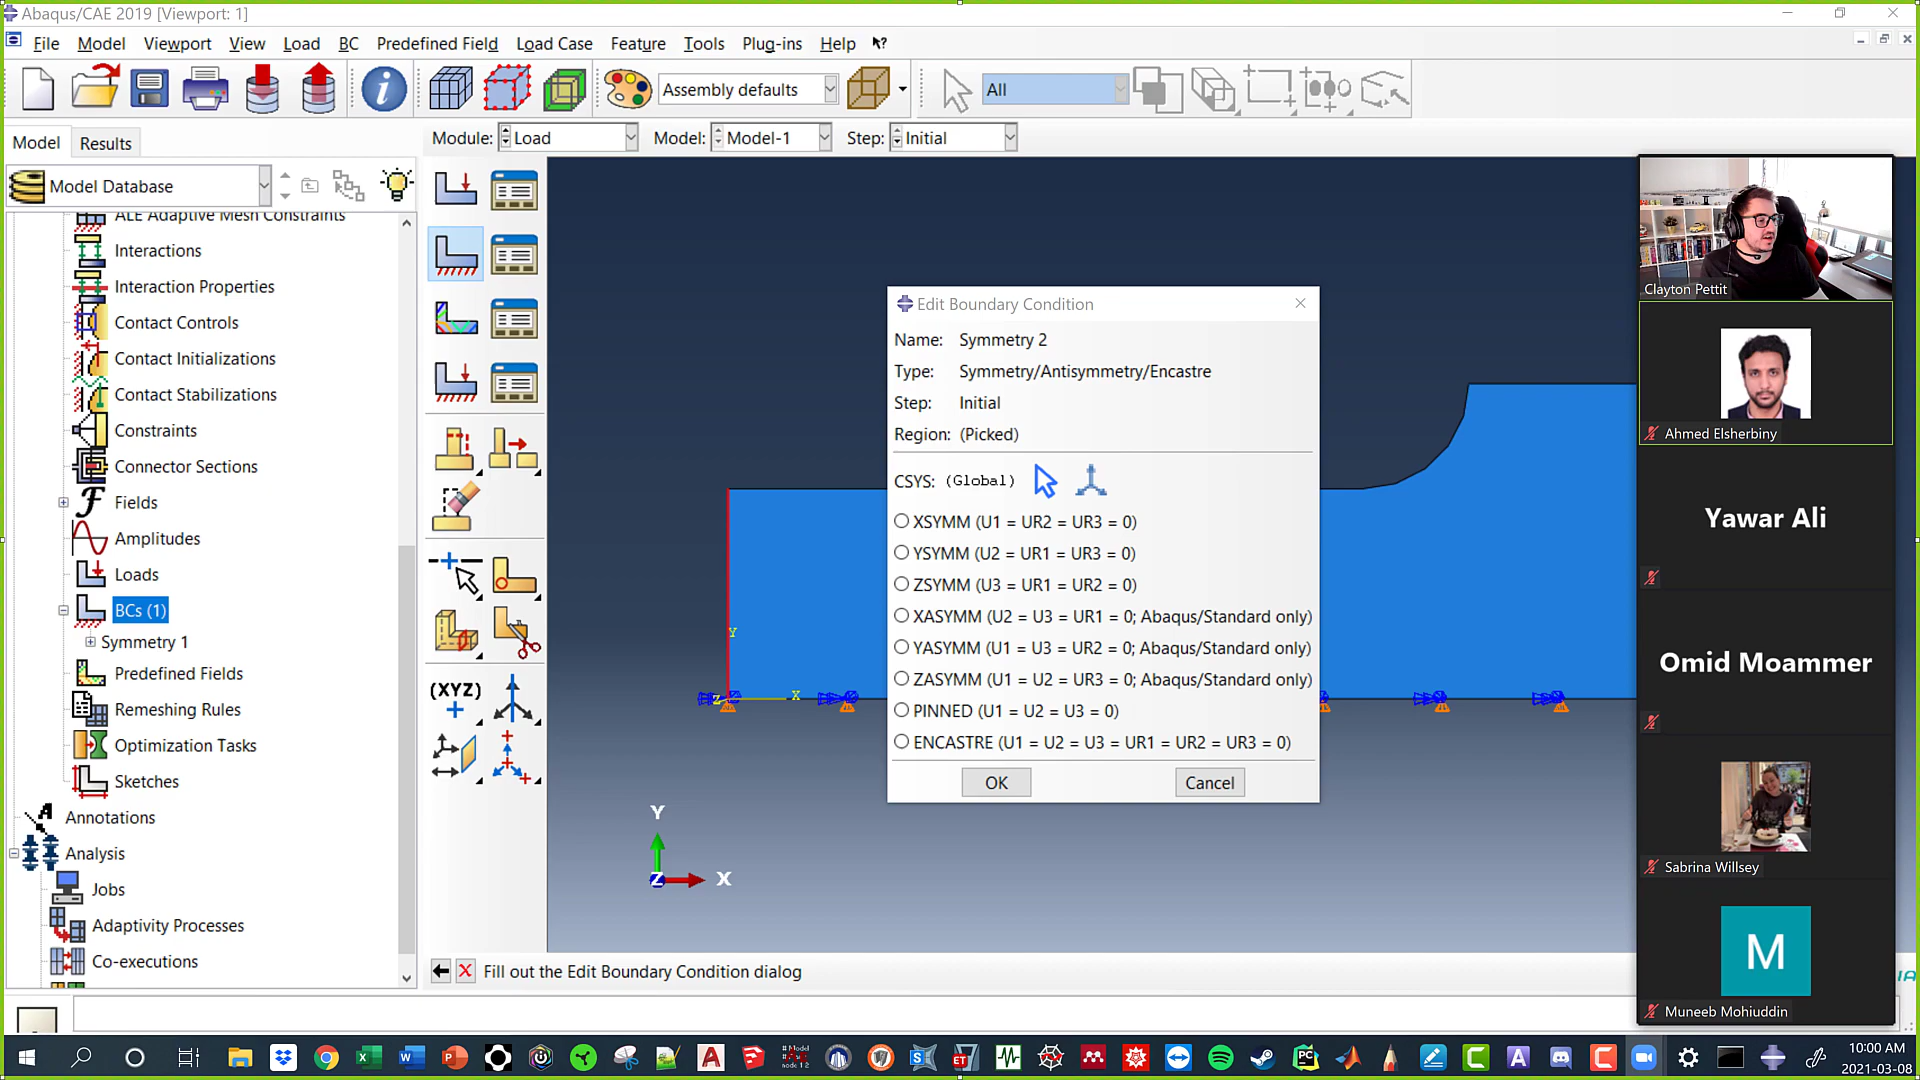 Abaqus/CAE 2019 [Viewport: 1]
File Model Viewport View Load BC Predefined Field Load Case Feature Tools Plug-ins Help
Assembly defaults
All
Model Results
Module: Load Model: Model-1 Step: Initial
Model Database
ALE Adaptive Mesh Constraints
Interactions
Interaction Properties
Contact Controls
Contact Initializations
Contact Stabilizations
Constraints
Connector Sections
Fields
Amplitudes
Loads
BCs (1)
Symmetry 1
Predefined Fields
Remeshing Rules
Optimization Tasks
Sketches
Annotations
Analysis
Jobs
Adaptivity Processes
Co-executions
(XYZ)
Edit Boundary Condition
Name: Symmetry 2
Type: Symmetry/Antisymmetry/Encastre
Step: Initial
Region: (Picked)
CSYS: (Global)
XSYMM (U1 = UR2 = UR3 = 0)
YSYMM (U2 = UR1 = UR3 = 0)
ZSYMM (U3 = UR1 = UR2 = 0)
XASYMM (U2 = U3 = UR1 = 0; Abaqus/Standard only)
YASYMM (U1 = U3 = UR2 = 0; Abaqus/Standard only)
ZASYMM (U1 = U2 = UR3 = 0; Abaqus/Standard only)
PINNED (U1 = U2 = U3 = 0)
ENCASTRE (U1 = U2 = U3 = UR1 = UR2 = UR3 = 0)
OK Cancel
Y
Z X
Y
Z X
Fill out the Edit Boundary Condition dialog
Clayton Pettit
Ahmed Elsherbiny
Yawar Ali
Omid Moammer
Sabrina Willsey
M
Muneeb Mohiuddin
10:00 AM
2021-03-08